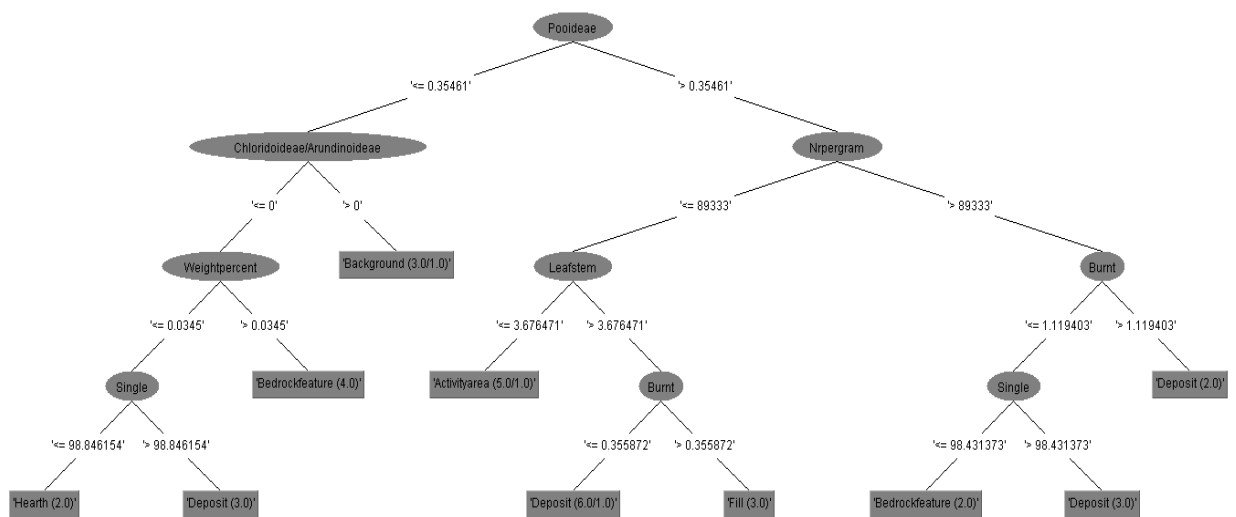 Pooideae
'<= 0.35461' '> 0.35461'
Chloridoideae/Arundinoideae Nrpergram
'<= 0' '> 0' '<= 89333' '> 89333'
Weightpercent 'Background (3.0/1.0)' Leafstem Burnt
'<= 0.0345' '> 0.0345' '<= 3.676471' '> 3.676471' '<= 1.119403' '> 1.119403'
Single 'Bedrockfeature (4.0)' 'Activityarea (5.0/1.0)' Burnt Single 'Deposit (2.0)'
'<= 98.846154' '> 98.846154' '<= 0.355872' '> 0.355872' '<= 98.431373' '> 98.431373'
'Hearth (2.0)' 'Deposit (3.0)' 'Deposit (6.0/1.0)' 'Fill (3.0)' 'Bedrockfeature (2.0)' 'Deposit (3.0)'